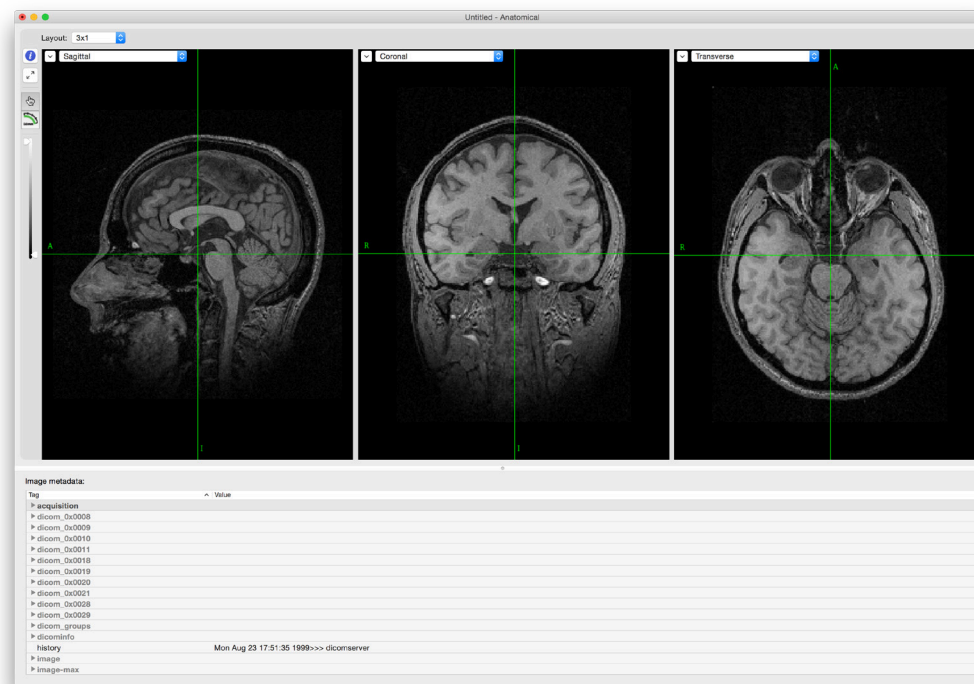 Untitled - Anatomical
Layout: 3x1
Sagittal
Coronal
Transverse
A
A
R
R
I
I
Image metadata:
Tag Value
acquisition
dicom_0x0008
dicom_0x0009
dicom_0x0010
dicom_0x0011
dicom_0x0018
dicom_0x0019
dicom_0x0020
dicom_0x0021
dicom_0x0028
dicom_0x0029
dicom_groups
dicominfo
history Mon Aug 23 17:51:35 1999>>> dicomserver
image
image-max